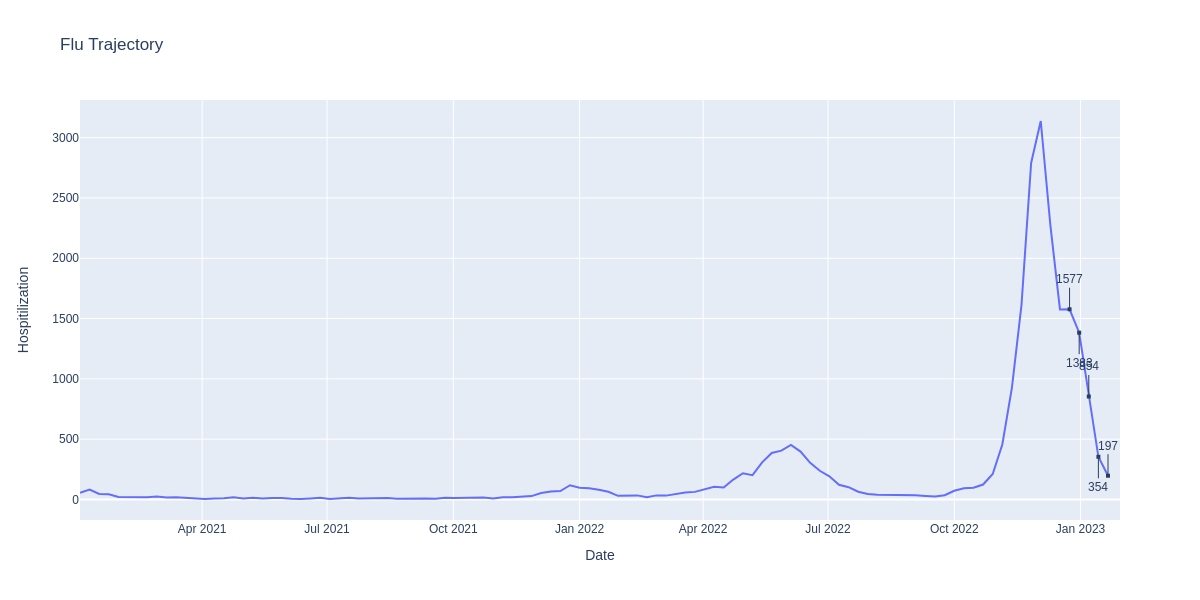 Flu Trajectory
3000
2500
2000
1500
1000
500
0
Hospitilization
1577
854
197
354
Apr 2021
Jul 2021
Oct 2021
Jan 2022
Apr 2022
Jul 2022
Oct 2022
Jan 2023
Date